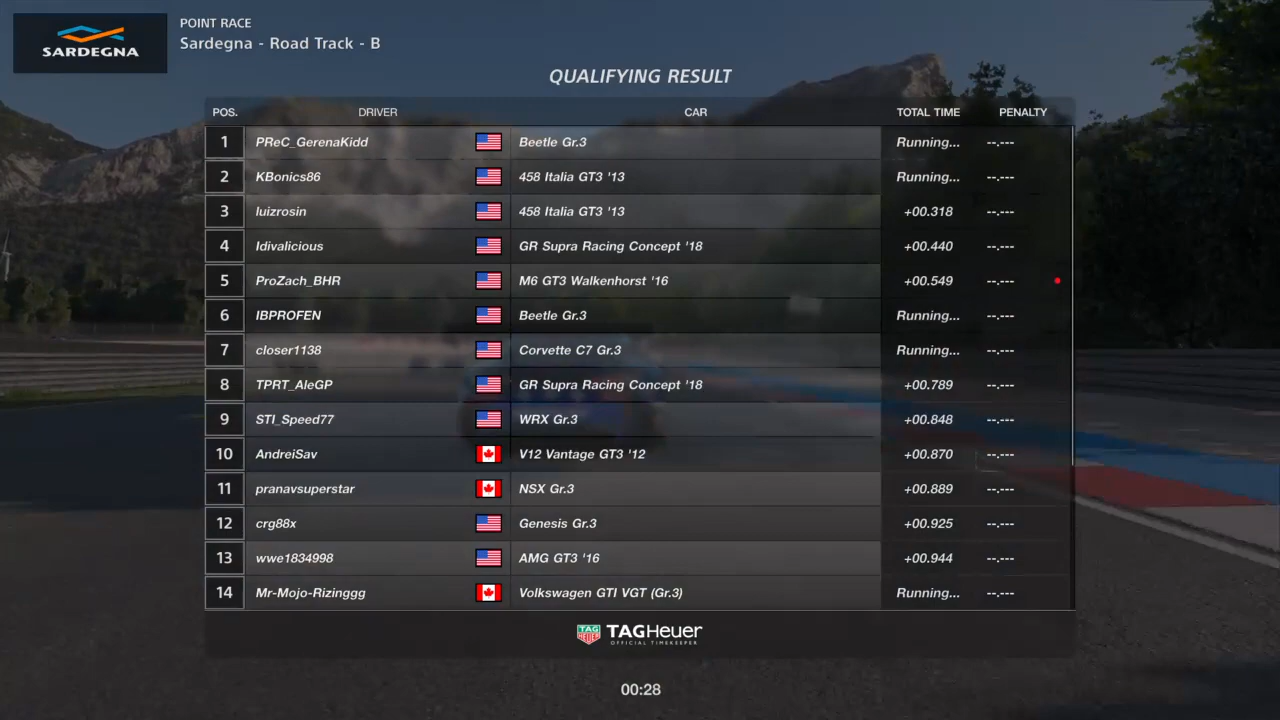 SARDEGNA
POINT RACE
Sardegna - Road Track - B
QUALIFYING RESULT
POS. DRIVER CAR TOTAL TIME PENALTY
1 PReC_GerenaKidd Beetle Gr.3 Running... --.---
2 KBonics86 458 Italia GT3 '13 Running... --.---
3 luizrosin 458 Italia GT3 '13 +00.318 --.---
4 Idivalicious GR Supra Racing Concept '18 +00.440 --.---
5 ProZach_BHR M6 GT3 Walkenhorst '16 +00.549 --.---
6 IBPROFEN Beetle Gr.3 Running... --.---
7 closer1138 Corvette C7 Gr.3 Running... --.---
8 TPRT_AleGP GR Supra Racing Concept '18 +00.789 --.---
9 STI_Speed77 WRX Gr.3 +00.848 --.---
10 AndreiSav V12 Vantage GT3 '12 +00.870 --.---
11 pranavsuperstar NSX Gr.3 +00.889 --.---
12 crg88x Genesis Gr.3 +00.925 --.---
13 wwe1834998 AMG GT3 '16 +00.944 --.---
14 Mr-Mojo-Rizinggg Volkswagen GTI VGT (Gr.3) Running... --.---
TAG HEUER TAGHeuer
OFFICIAL TIMEKEEPER
00:28